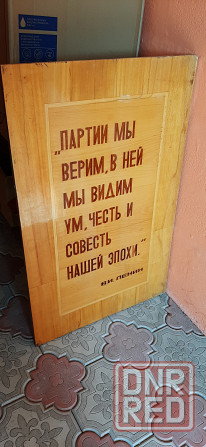 „ПАРТИИ МЫ
ВЕРИМ, В НЕЙ
МЫ ВИДИМ
УМ, ЧЕСТЬ И
СОВЕСТЬ
НАШЕЙ ЭПОХИ.”
В.И. ЛЕНИН
DNR
RED